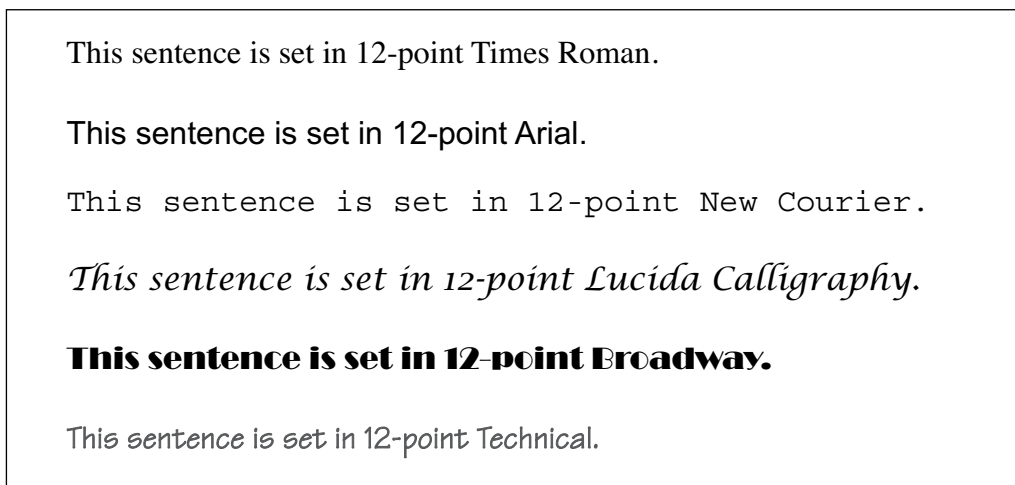 This sentence is set in 12-point Times Roman.
This sentence is set in 12-point Arial.
This sentence is set in 12-point New Courier.
This sentence is set in 12-point Lucida Calligraphy.
This sentence is set in 12-point Broadway.
This sentence is set in 12-point Technical.